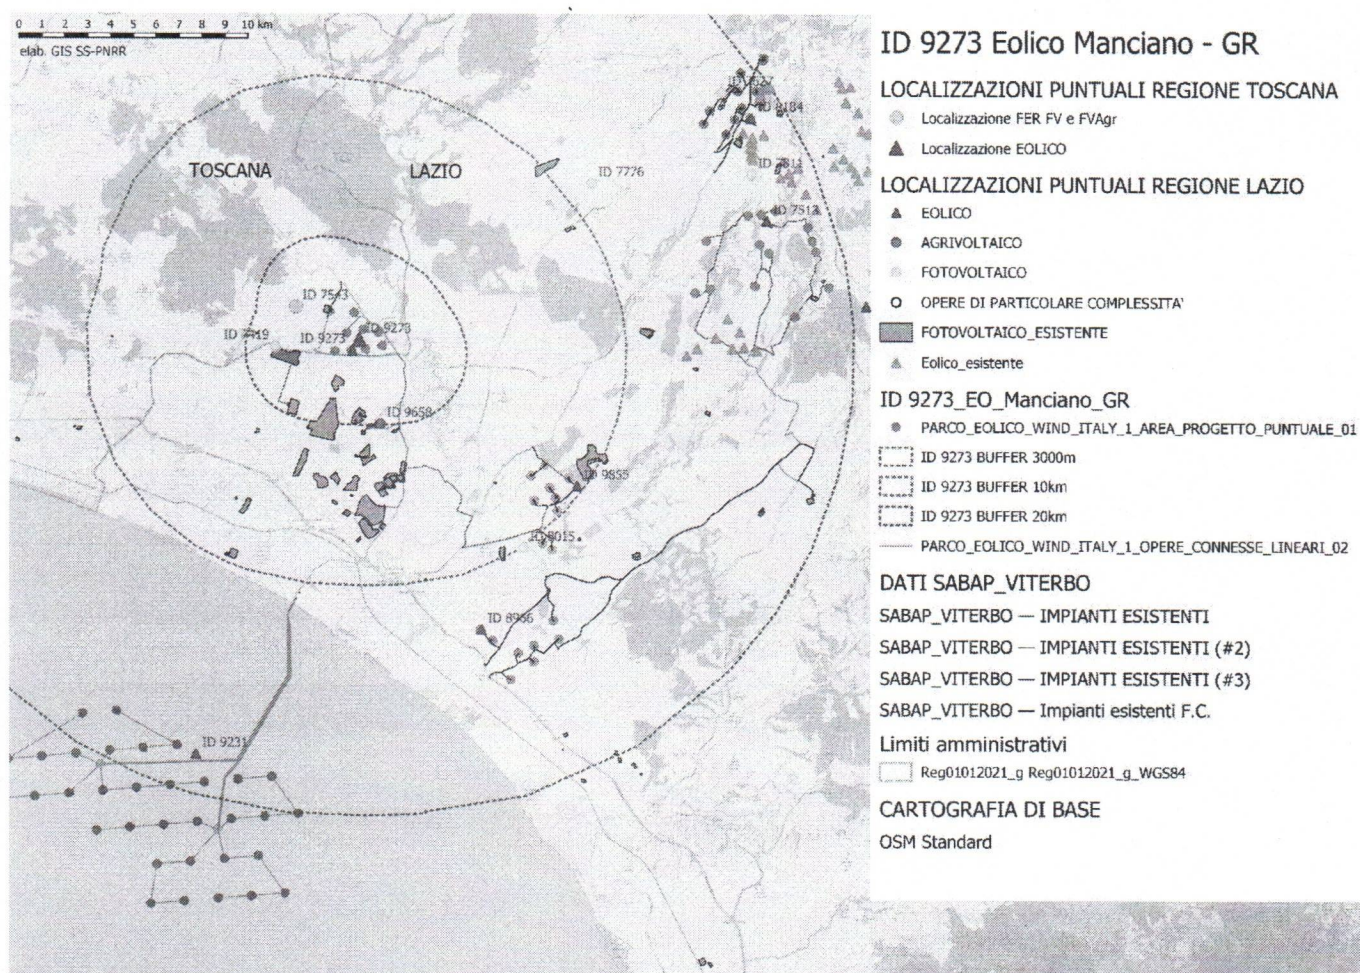 0 1 2 3 4 5 6 7 8 9 10 km
elab. GIS SS-PNRR
TOSCANA
LAZIO
ID 8184
ID 7776
ID 7513
ID 7543
ID 7419
ID 9273
ID 9273
ID 9658
ID 9855
ID 8015
ID 8986
ID 9231
ID 9273 Eolico Manciano - GR
LOCALIZZAZIONI PUNTUALI REGIONE TOSCANA
Localizzazione FER FV e FVAgr
Localizzazione EOLICO
LOCALIZZAZIONI PUNTUALI REGIONE LAZIO
EOLICO
AGRIVOLTAICO
FOTOVOLTAICO
OPERE DI PARTICOLARE COMPLESSITA'
FOTOVOLTAICO_ESISTENTE
Eolico_esistente
ID 9273_EO_Manciano_GR
PARCO_EOLICO_WIND_ITALY_1_AREA_PROGETTO_PUNTUALE_01
ID 9273 BUFFER 3000m
ID 9273 BUFFER 10km
ID 9273 BUFFER 20km
PARCO_EOLICO_WIND_ITALY_1_OPERE_CONNESSE_LINEARI_02
DATI SABAP_VITERBO
SABAP_VITERBO — IMPIANTI ESISTENTI
SABAP_VITERBO — IMPIANTI ESISTENTI (#2)
SABAP_VITERBO — IMPIANTI ESISTENTI (#3)
SABAP_VITERBO — Impianti esistenti F.C.
Limiti amministrativi
Reg01012021_g Reg01012021_g_WGS84
CARTOGRAFIA DI BASE
OSM Standard